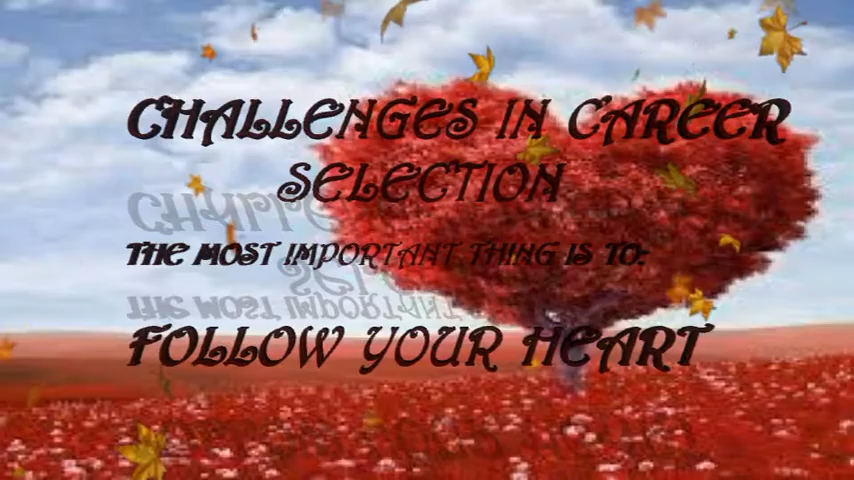 CHALLENGES IN CAREER
SELECTION
THE MOST IMPORTANT THING IS TO:
FOLLOW YOUR HEART